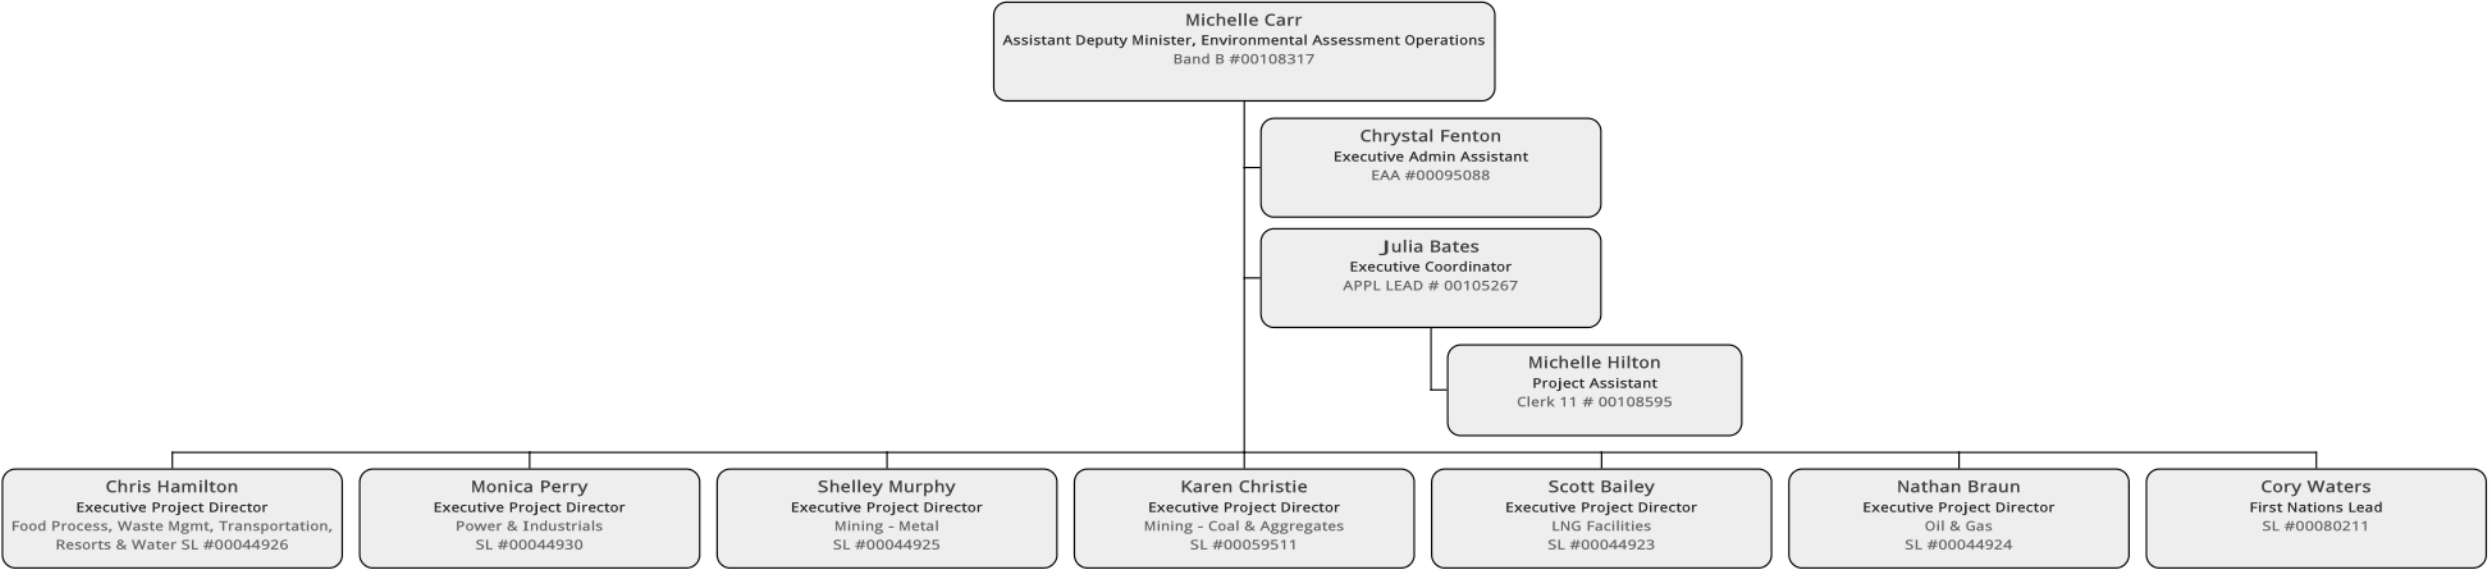 Michelle Carr
Assistant Deputy Minister, Environmental Assessment Operations
Band B #00108317
Chrystal Fenton
Executive Admin Assistant
EAA #00095088
Julia Bates
Executive Coordinator
APPL LEAD # 00105267
Michelle Hilton
Project Assistant
Clerk 11 # 00108595
Chris Hamilton
Executive Project Director
Food Process, Waste Mgmt, Transportation,
Resorts & Water SL #00044926
Monica Perry
Executive Project Director
Power & Industrials
SL #00044930
Shelley Murphy
Executive Project Director
Mining - Metal
SL #00044925
Karen Christie
Executive Project Director
Mining - Coal & Aggregates
SL #00059511
Scott Bailey
Executive Project Director
LNG Facilities
SL #00044923
Nathan Braun
Executive Project Director
Oil & Gas
SL #00044924
Cory Waters
First Nations Lead
SL #00080211